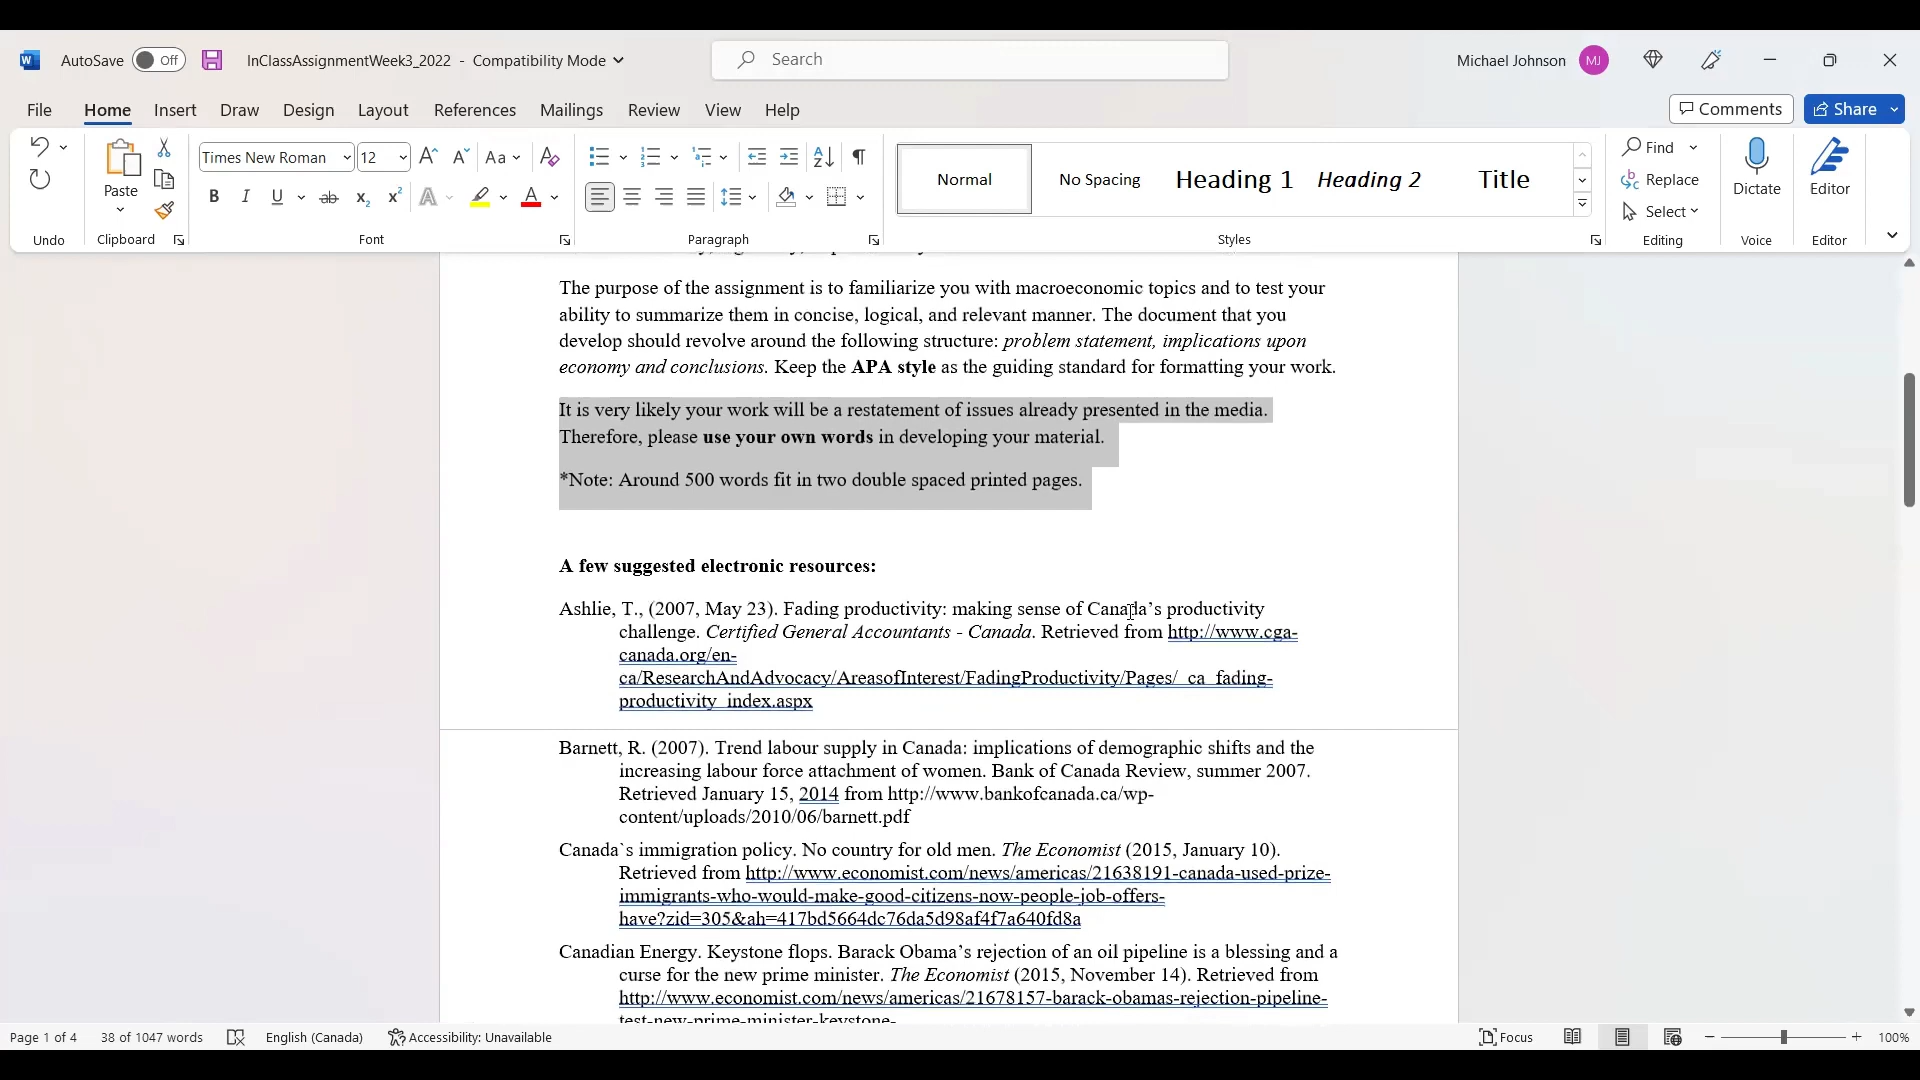 AutoSave Off InClassAssignmentWeek3_2022 - Compatibility Mode Search Michael Johnson MJ
File Home Insert Draw Design Layout References Mailings Review View Help Comments Share
Times New Roman 12 Aa Find
Paste Normal No Spacing Heading 1 Heading 2 Title Replace Dictate Editor
B I U ab x₂ x² A A Select
Undo Clipboard Font Paragraph Styles Editing Voice Editor
The purpose of the assignment is to familiarize you with macroeconomic topics and to test your
ability to summarize them in concise, logical, and relevant manner. The document that you
develop should revolve around the following structure: problem statement, implications upon
economy and conclusions. Keep the APA style as the guiding standard for formatting your work.
It is very likely your work will be a restatement of issues already presented in the media.
Therefore, please use your own words in developing your material.
*Note: Around 500 words fit in two double spaced printed pages.
A few suggested electronic resources:
Ashlie, T., (2007, May 23). Fading productivity: making sense of Canada’s productivity
challenge. Certified General Accountants - Canada. Retrieved from http://www.cga-
canada.org/en-
ca/ResearchAndAdvocacy/AreasofInterest/FadingProductivity/Pages/_ca_fading-
productivity_index.aspx
Barnett, R. (2007). Trend labour supply in Canada: implications of demographic shifts and the
increasing labour force attachment of women. Bank of Canada Review, summer 2007.
Retrieved January 15, 2014 from http://www.bankofcanada.ca/wp-
content/uploads/2010/06/barnett.pdf
Canada`s immigration policy. No country for old men. The Economist (2015, January 10).
Retrieved from http://www.economist.com/news/americas/21638191-canada-used-prize-
immigrants-who-would-make-good-citizens-now-people-job-offers-
have?zid=305&ah=417bd5664dc76da5d98af4f7a640fd8a
Canadian Energy. Keystone flops. Barack Obama’s rejection of an oil pipeline is a blessing and a
curse for the new prime minister. The Economist (2015, November 14). Retrieved from
http://www.economist.com/news/americas/21678157-barack-obamas-rejection-pipeline-
test-new-prime-minister-keystone-
Page 1 of 4 38 of 1047 words English (Canada) Accessibility: Unavailable Focus 100%